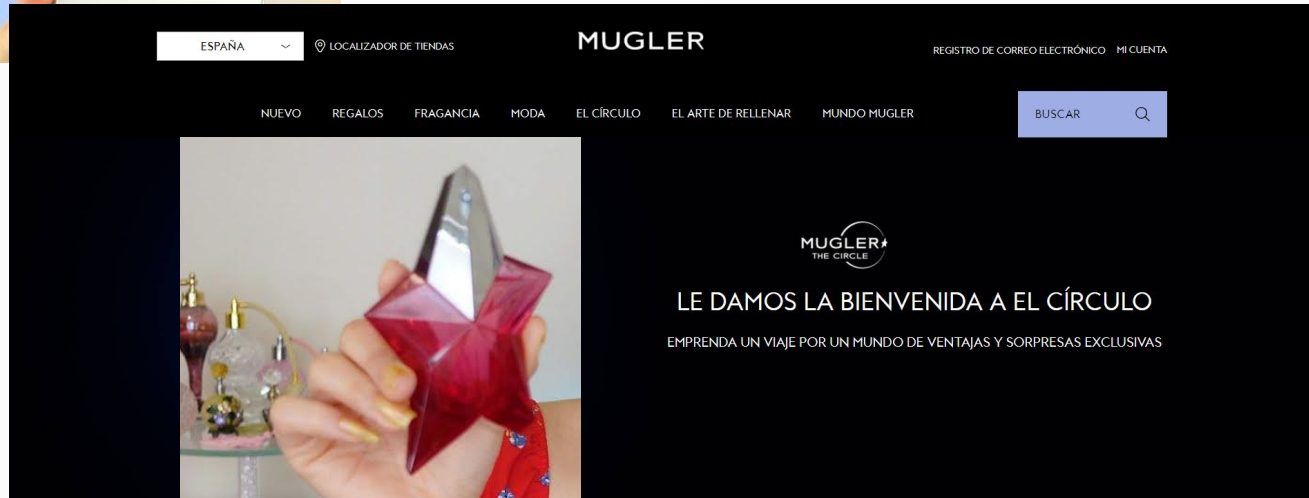 ESPAÑA
LOCALIZADOR DE TIENDAS
MUGLER
REGISTRO DE CORREO ELECTRÓNICO MI CUENTA
NUEVO REGALOS FRAGANCIA MODA EL CÍRCULO EL ARTE DE RELLENAR MUNDO MUGLER
BUSCAR
MUGLER
THE CIRCLE
LE DAMOS LA BIENVENIDA A EL CÍRCULO
EMPRENDA UN VIAJE POR UN MUNDO DE VENTAJAS Y SORPRESAS EXCLUSIVAS